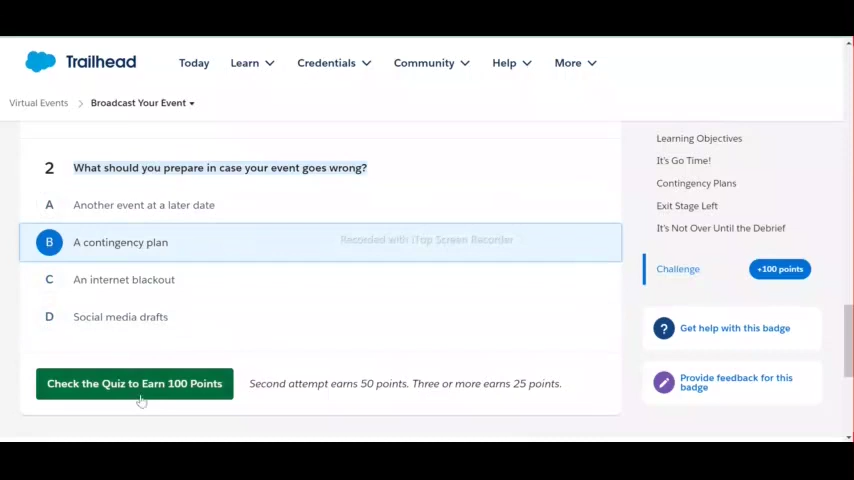 Trailhead Today Learn Credentials Community Help More
Virtual Events > Broadcast Your Event
Learning Objectives
It's Go Time!
Contingency Plans
Exit Stage Left
It's Not Over Until the Debrief
Challenge +100 points
2 What should you prepare in case your event goes wrong?
A Another event at a later date
B A contingency plan
Recorded with iTop Screen Recorder
C An internet blackout
D Social media drafts
Check the Quiz to Earn 100 Points Second attempt earns 50 points. Three or more earns 25 points.
? Get help with this badge
Provide feedback for this
badge